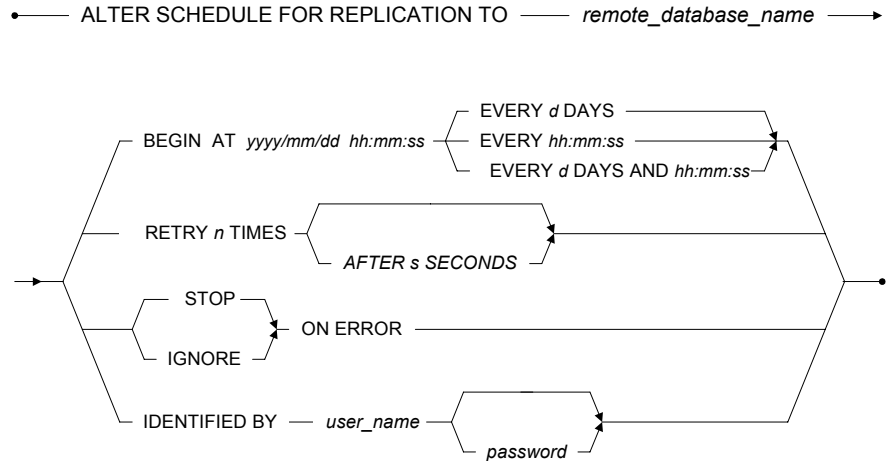 ALTER SCHEDULE FOR REPLICATION TO remote_database_name
EVERY d DAYS
BEGIN AT yyyy/mm/dd hh:mm:ss EVERY hh:mm:ss
EVERY d DAYS AND hh:mm:ss
RETRY n TIMES
AFTER s SECONDS
STOP
ON ERROR
IGNORE
IDENTIFIED BY user_name
password